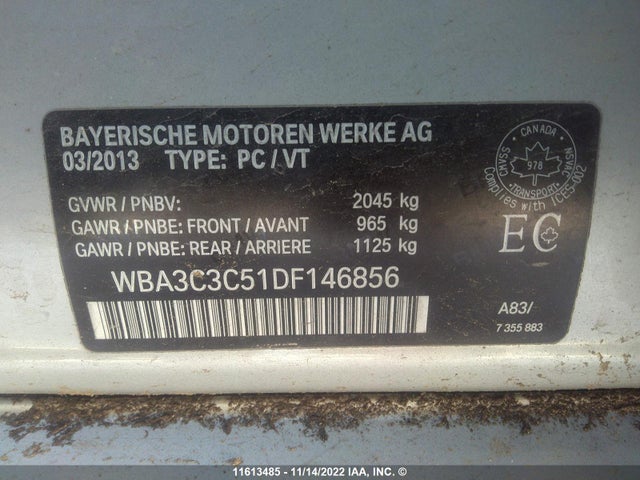 BAYERISCHE MOTOREN WERKE AG
03/2013 TYPE: PC / VT
GVWR / PNBV: 2045 kg
GAWR / PNBE: FRONT / AVANT 965 kg
GAWR / PNBE: REAR / ARRIERE 1125 kg
WBA3C3C51DF146856
CANADA
CMVSS
NSVAC
978
TRANSPORT
Complies with ICES-002
EC
A83/
7 355 883
11613485 - 11/14/2022 IAA, INC. ©